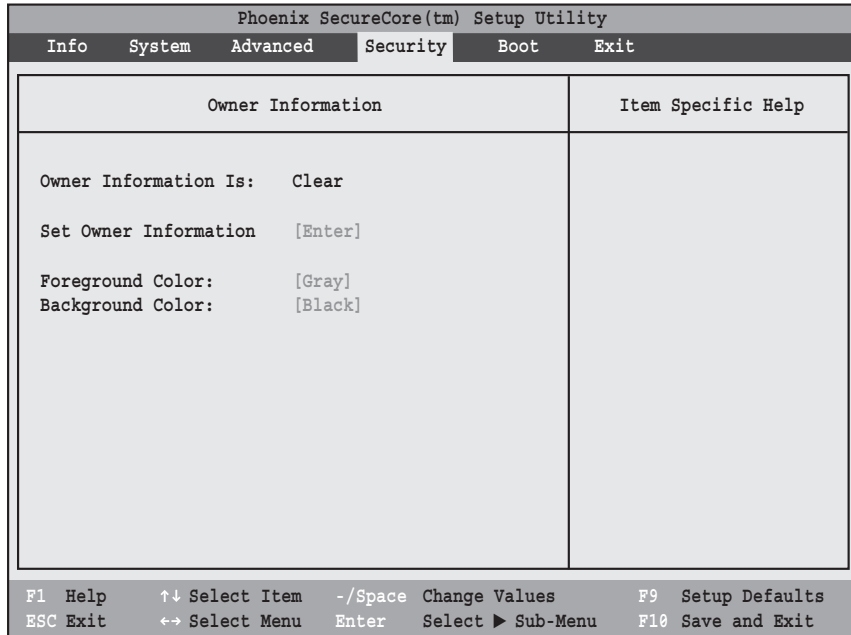 Phoenix SecureCore(tm) Setup Utility
Info System Advanced Security Boot Exit
Owner Information
Item Specific Help
Owner Information Is: Clear
Set Owner Information [Enter]
Foreground Color: [Gray]
Background Color: [Black]
F1 Help ↑↓ Select Item -/Space Change Values F9 Setup Defaults
ESC Exit ←→ Select Menu Enter Select ▶ Sub-Menu F10 Save and Exit